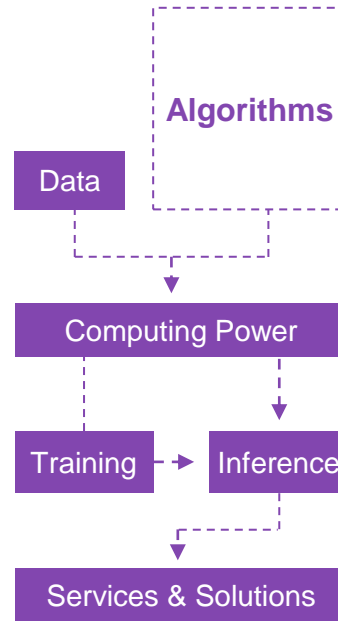 Algorithms
Data
Computing Power
Training
Inference
Services & Solutions